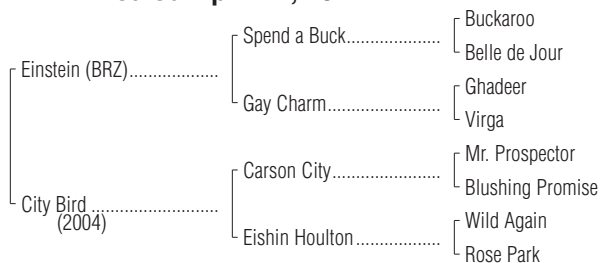 Buckaroo
Spend a Buck
Belle de Jour
Einstein (BRZ)
Ghadeer
Gay Charm
Virga
Mr. Prospector
Carson City
Blushing Promise
City Bird
(2004)
Wild Again
Eishin Houlton
Rose Park